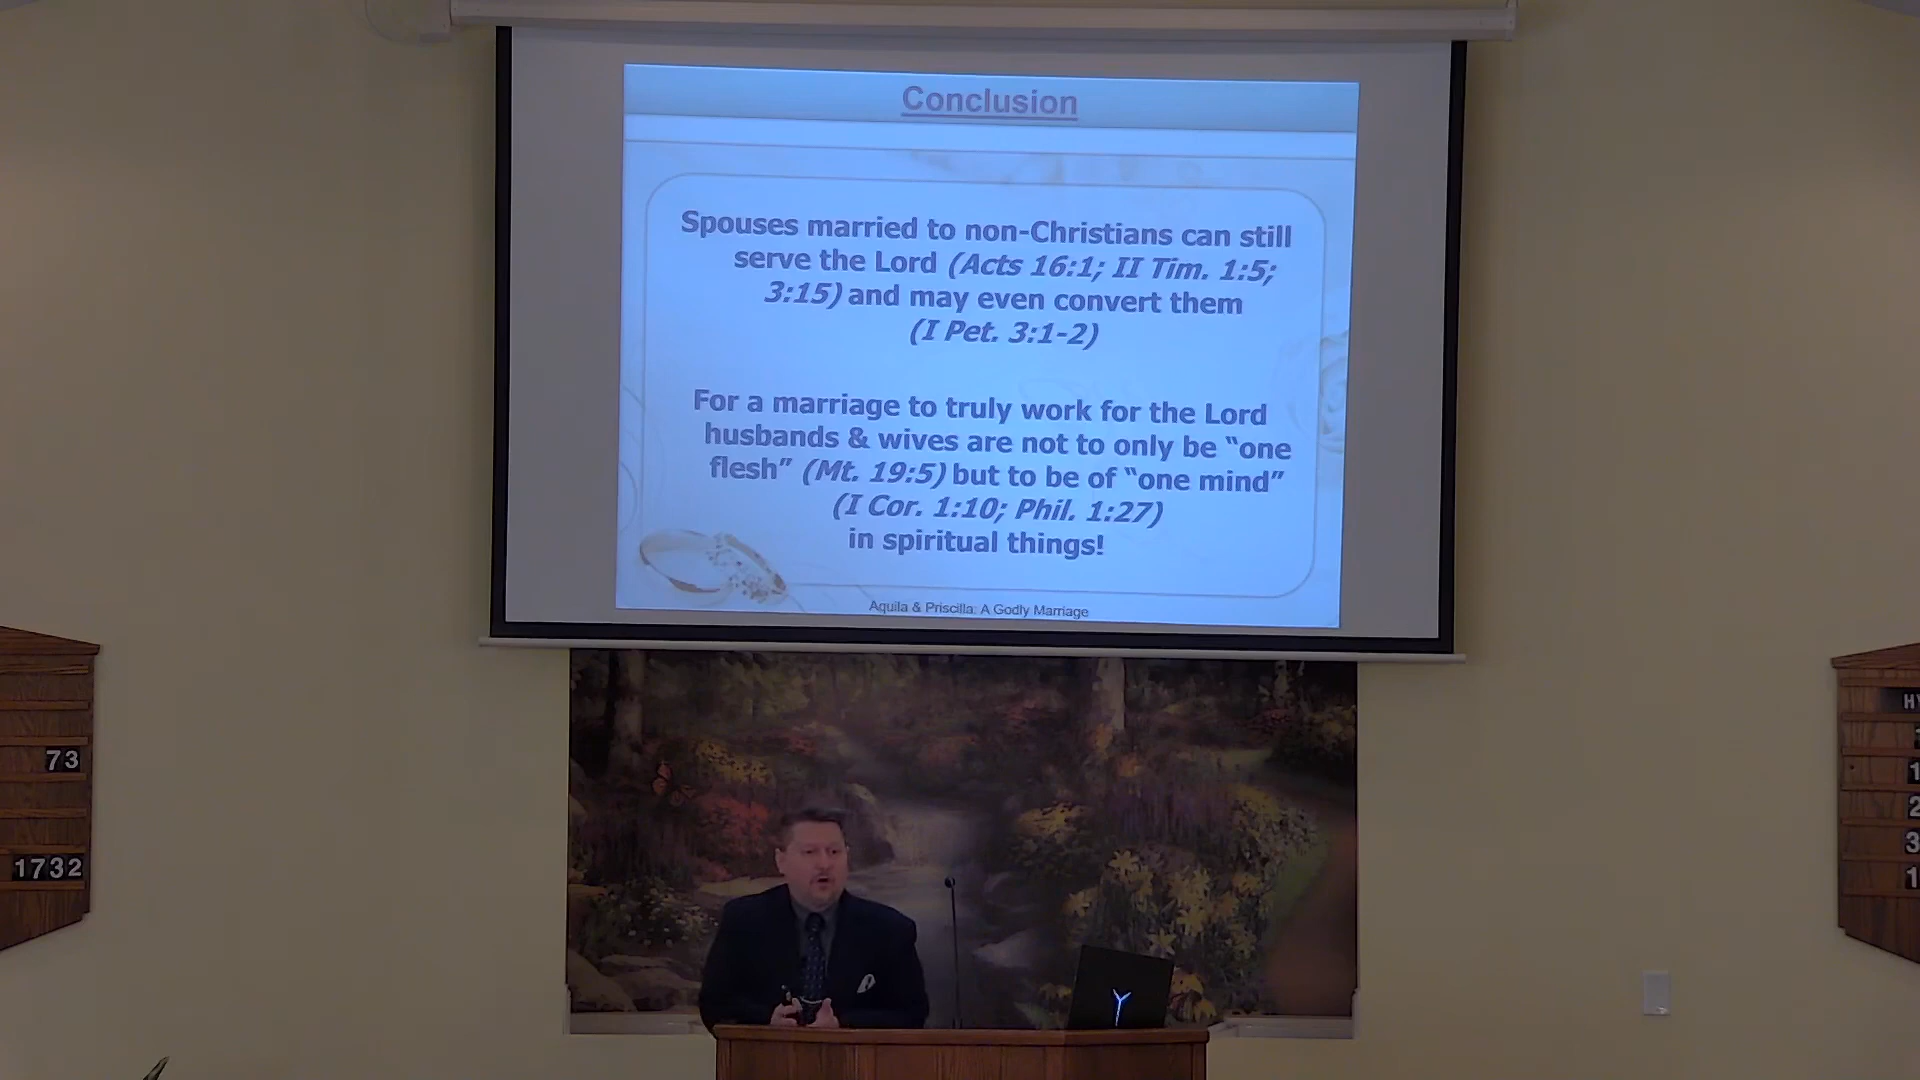 Conclusion
Spouses married to non-Christians can still
serve the Lord (Acts 16:1; II Tim. 1:5;
3:15) and may even convert them
(I Pet. 3:1-2)
For a marriage to truly work for the Lord
husbands & wives are not to only be “one
flesh” (Mt. 19:5) but to be of “one mind”
(I Cor. 1:10; Phil. 1:27)
in spiritual things!
Aquila & Priscilla: A Godly Marriage
73
1732